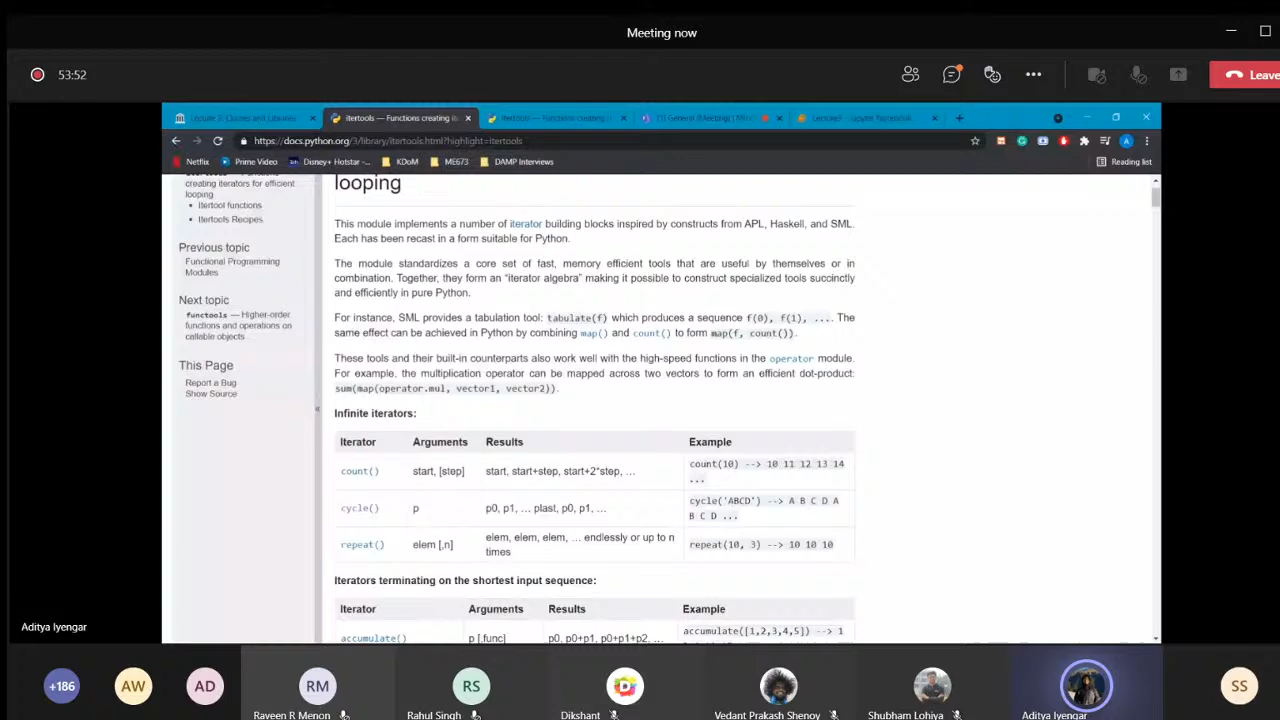 Meeting now
53:52
Leave
Lecture 3: Classes and Libraries
itertools — Functions creating it
itertools — Functions creating it
(1) General (Meeting) | Micr
https://docs.python.org/3/library/itertools.html?highlight=itertools
A
Netflix
Prime Video
Disney+ Hotstar -...
KDoM
ME673
DAMP Interviews
Reading list
creating iterators for efficient
looping
Itertool functions
Itertools Recipes
Previous topic
Functional Programming
Modules
Next topic
functools — Higher-order
functions and operations on
callable objects
This Page
Report a Bug
Show Source
«
looping
This module implements a number of iterator building blocks inspired by constructs from APL, Haskell, and SML.
Each has been recast in a form suitable for Python.
The module standardizes a core set of fast, memory efficient tools that are useful by themselves or in
combination. Together, they form an “iterator algebra” making it possible to construct specialized tools succinctly
and efficiently in pure Python.
For instance, SML provides a tabulation tool: tabulate(f) which produces a sequence f(0), f(1), .... The
same effect can be achieved in Python by combining map() and count() to form map(f, count()).
These tools and their built-in counterparts also work well with the high-speed functions in the operator module.
For example, the multiplication operator can be mapped across two vectors to form an efficient dot-product:
sum(map(operator.mul, vector1, vector2)).
Infinite iterators:
Iterator Arguments Results Example
count() start, [step] start, start+step, start+2*step, … count(10) --> 10 11 12 13 14
...
cycle() p p0, p1, … plast, p0, p1, … cycle('ABCD') --> A B C D A
B C D ...
repeat() elem [,n] elem, elem, elem, … endlessly or up to n
times repeat(10, 3) --> 10 10 10
Iterators terminating on the shortest input sequence:
Iterator Arguments Results Example
accumulate() p [,func] p0, p0+p1, p0+p1+p2, … accumulate([1,2,3,4,5]) --> 1
Aditya Iyengar
+186
AW
AD
RM
Raveen R Menon
RS
Rahul Singh
Dikshant
Vedant Prakash Shenoy
Shubham Lohiya
Aditya Iyengar
SS